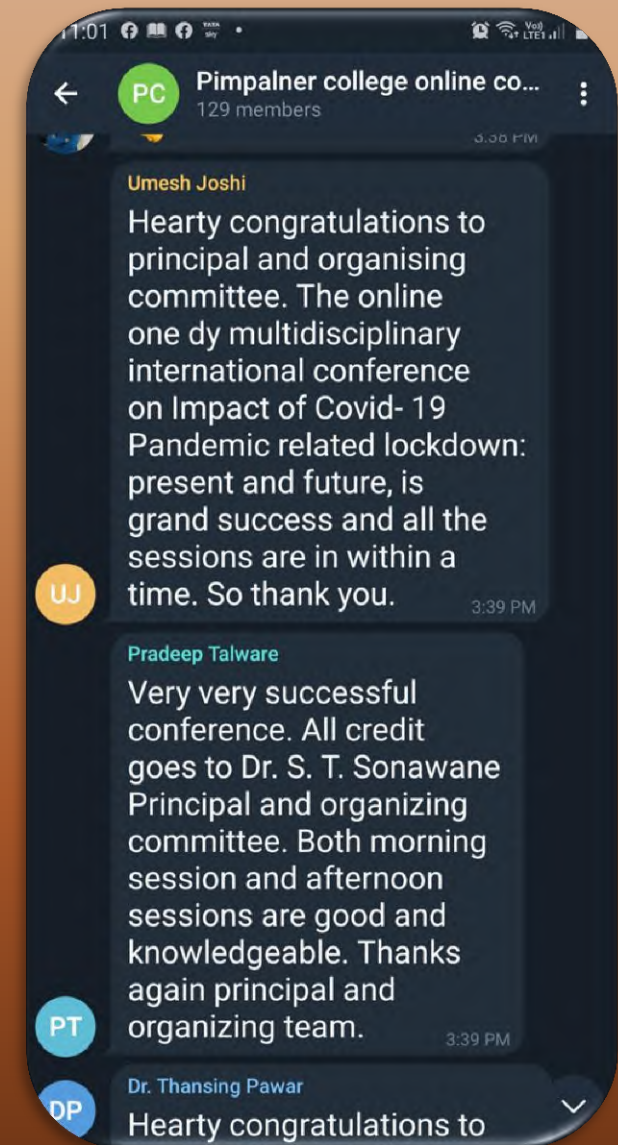 11:01 TATA sky Vo) LTE1
PC Pimpalner college online co...
129 members
3:38 PM
Umesh Joshi
Hearty congratulations to
principal and organising
committee. The online
one dy multidisciplinary
international conference
on Impact of Covid- 19
Pandemic related lockdown:
present and future, is
grand success and all the
sessions are in within a
time. So thank you.
UJ 3:39 PM
Pradeep Talware
Very very successful
conference. All credit
goes to Dr. S. T. Sonawane
Principal and organizing
committee. Both morning
session and afternoon
sessions are good and
knowledgeable. Thanks
again principal and
PT organizing team. 3:39 PM
Dr. Thansing Pawar
DP Hearty congratulations to